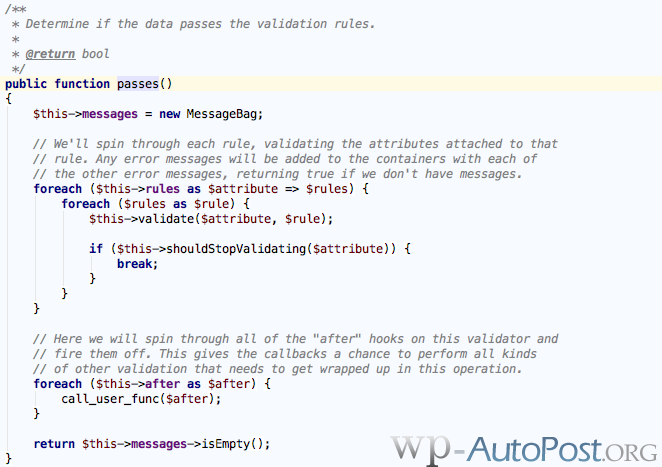 /**
 * Determine if the data passes the validation rules.
 *
 * @return bool
 */
public function passes()
{
    $this->messages = new MessageBag;

    // We'll spin through each rule, validating the attributes attached to that
    // rule. Any error messages will be added to the containers with each of
    // the other error messages, returning true if we don't have messages.
    foreach ($this->rules as $attribute => $rules) {
        foreach ($rules as $rule) {
            $this->validate($attribute, $rule);

            if ($this->shouldStopValidating($attribute)) {
                break;
            }
        }
    }

    // Here we will spin through all of the "after" hooks on this validator and
    // fire them off. This gives the callbacks a chance to perform all kinds
    // of other validation that needs to get wrapped up in this operation.
    foreach ($this->after as $after) {
        call_user_func($after);
    }

    return $this->messages->isEmpty();
}
wp-AutoPost.ORG